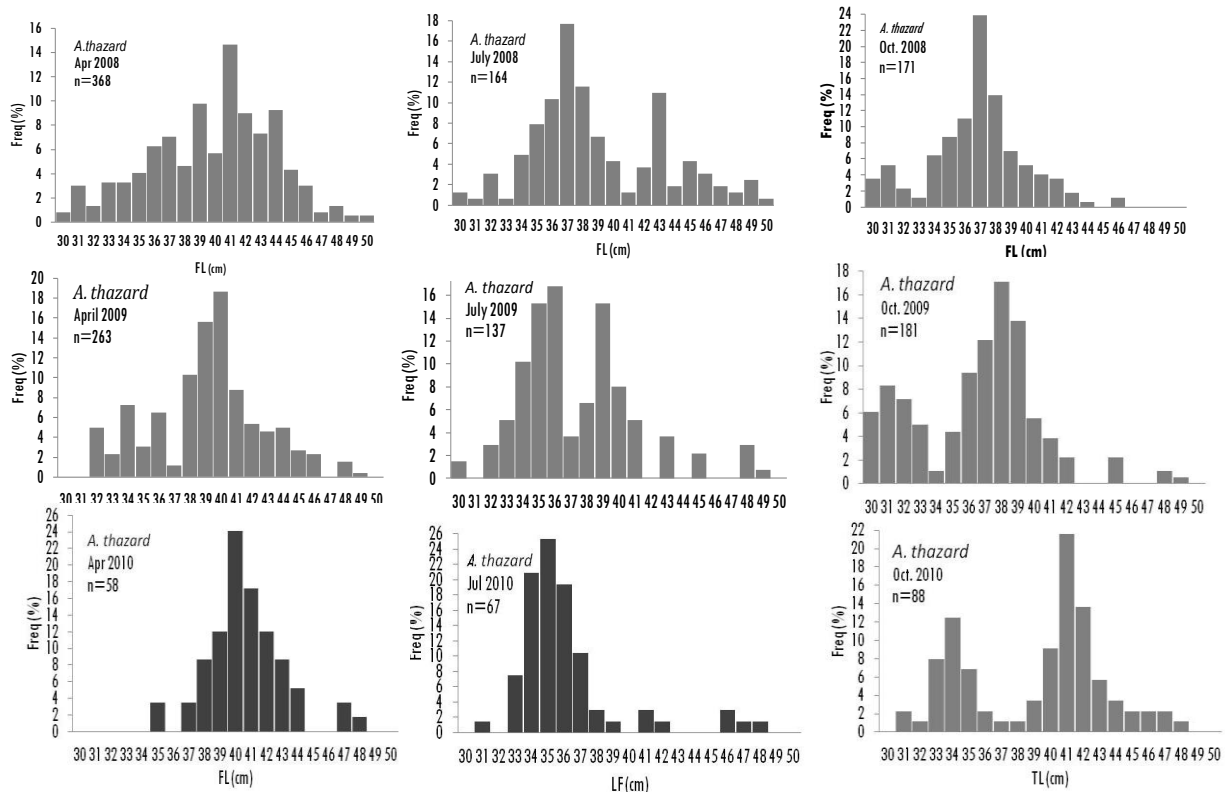 16
14
12
10
8
6
4
2
0
Freq (%)
A.thazard
Apr 2008
n=368
30 31 32 33 34 35 36 37 38 39 40 41 42 43 44 45 46 47 48 49 50
FL (cm)
18
16
14
12
10
8
6
4
2
0
Freq (%)
A. thazard
July 2008
n=164
30 31 32 33 34 35 36 37 38 39 40 41 42 43 44 45 46 47 48 49 50
FL (cm)
24
22
20
18
16
14
12
10
8
6
4
2
0
Freq (%)
A. thazard
Oct. 2008
n=171
30 31 32 33 34 35 36 37 38 39 40 41 42 43 44 45 46 47 48 49 50
FL (cm)
20
18
16
14
12
10
8
6
4
2
0
Freq (%)
A. thazard
April 2009
n=263
30 31 32 33 34 35 36 37 38 39 40 41 42 43 44 45 46 47 48 49 50
16
14
12
10
8
6
4
2
0
Freq (%)
A. thazard
July 2009
n=137
30 31 32 33 34 35 36 37 38 39 40 41 42 43 44 45 46 47 48 49 50
18
16
14
12
10
8
6
4
2
0
Freq (%)
A. thazard
Oct. 2009
n=181
30 31 32 33 34 35 36 37 38 39 40 41 42 43 44 45 46 47 48 49 50
26
24
22
20
18
16
14
12
10
8
6
4
2
0
Freq (%)
A. thazard
Apr 2010
n=58
30 31 32 33 34 35 36 37 38 39 40 41 42 43 44 45 46 47 48 49 50
FL (cm)
26
24
22
20
18
16
14
12
10
8
6
4
2
0
Freq (%)
A. thazard
Jul 2010
n=67
30 31 32 33 34 35 36 37 38 39 40 41 42 43 44 45 46 47 48 49 50
LF (cm)
22
20
18
16
14
12
10
8
6
4
2
0
Freq (%)
A. thazard
Oct. 2010
n=88
30 31 32 33 34 35 36 37 38 39 40 41 42 43 44 45 46 47 48 49 50
TL (cm)